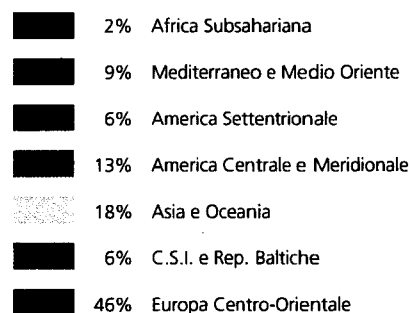 2% Africa Subsahariana
9% Mediterraneo e Medio Oriente
6% America Settentrionale
13% America Centrale e Meridionale
18% Asia e Oceania
6% C.S.I. e Rep. Baltiche
46% Europa Centro-Orientale